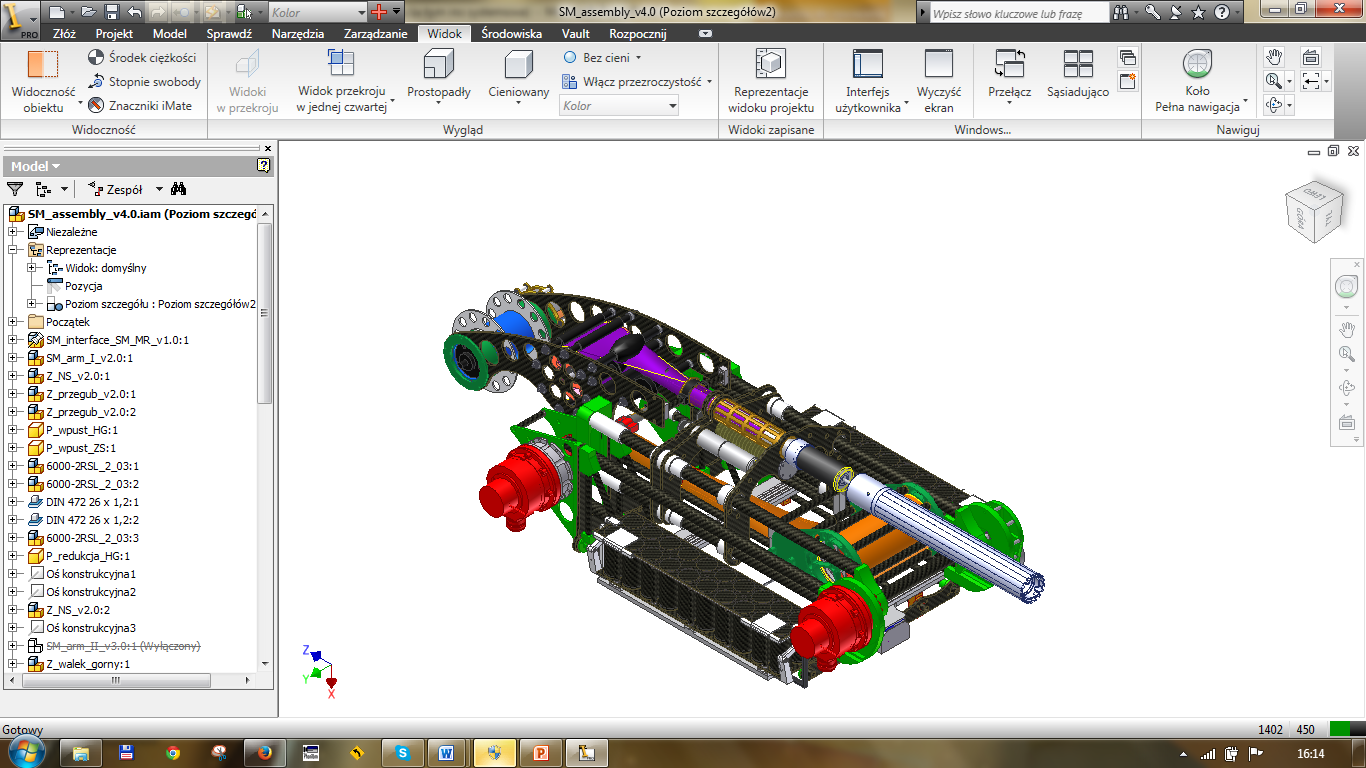 SM_assembly_v4.0 (Poziom szczegółów2)
Kolor
Wpisz słowo kluczowe lub frazę
PRO
Złóż Projekt Model Sprawdź Narzędzia Zarządzanie Widok Środowiska Vault Rozpocznij
Widoczność obiektu
Środek ciężkości
Stopnie swobody
Znaczniki iMate
Widoki w przekroju
Widok przekroju w jednej czwartej
Prostopadły
Cieniowany
Bez cieni
Włącz przezroczystość
Kolor
Reprezentacje widoku projektu
Interfejs użytkownika
Wyczyść ekran
Przełącz
Sąsiadująco
Koło
Pełna nawigacja
Widoczność
Wygląd
Widoki zapisane
Windows...
Nawiguj
Model
Zespół
SM_assembly_v4.0.iam (Poziom szczegó
Niezależne
Reprezentacje
Widok: domyślny
Pozycja
Poziom szczegółu : Poziom szczegółów2
Początek
SM_interface_SM_MR_v1.0:1
SM_arm_I_v2.0:1
Z_NS_v2.0:1
Z_przegub_v2.0:1
Z_przegub_v2.0:2
P_wpust_HG:1
P_wpust_ZS:1
6000-2RSL_2_03:1
6000-2RSL_2_03:2
DIN 472 26 x 1,2:1
DIN 472 26 x 1,2:2
6000-2RSL_2_03:3
P_redukcja_HG:1
Oś konstrukcyjna1
Oś konstrukcyjna2
Z_NS_v2.0:2
Oś konstrukcyjna3
SM_arm_II_v3.0:1 (Wyłączony)
Z_walek_gorny:1
Z
Y
X
Gotowy
1402 450
16:14